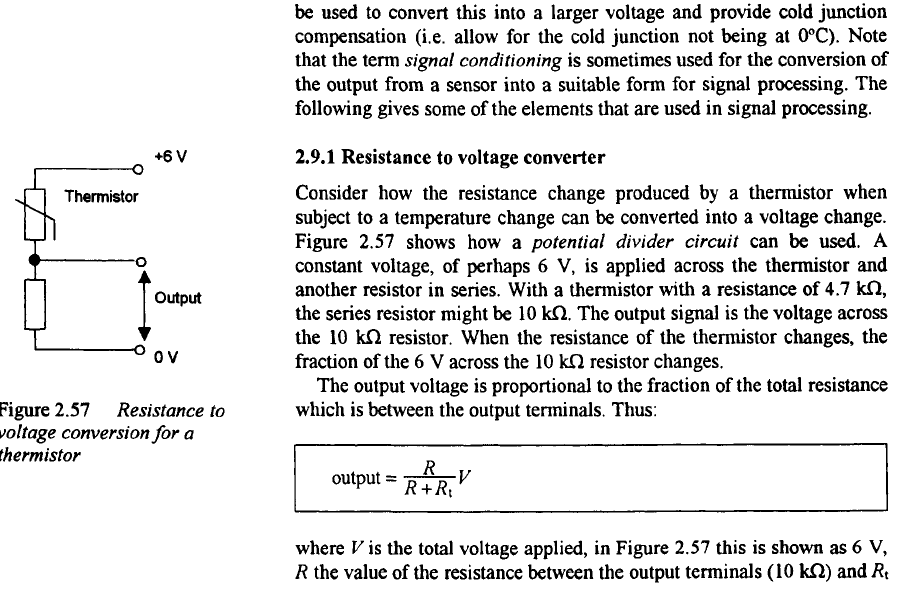 be used to convert this into a larger voltage and provide cold junction
compensation (i.e. allow for the cold junction not being at 0°C). Note
that the term signal conditioning is sometimes used for the conversion of
the output from a sensor into a suitable form for signal processing. The
following gives some of the elements that are used in signal processing.
+6 V
Thermistor
Output
0 V
Figure 2.57 Resistance to
voltage conversion for a
thermistor
2.9.1 Resistance to voltage converter
Consider how the resistance change produced by a thermistor when
subject to a temperature change can be converted into a voltage change.
Figure 2.57 shows how a potential divider circuit can be used. A
constant voltage, of perhaps 6 V, is applied across the thermistor and
another resistor in series. With a thermistor with a resistance of 4.7 kΩ,
the series resistor might be 10 kΩ. The output signal is the voltage across
the 10 kΩ resistor. When the resistance of the thermistor changes, the
fraction of the 6 V across the 10 kΩ resistor changes.
The output voltage is proportional to the fraction of the total resistance
which is between the output terminals. Thus:
output = R / (R + Rt) V
where V is the total voltage applied, in Figure 2.57 this is shown as 6 V,
R the value of the resistance between the output terminals (10 kΩ) and Rt